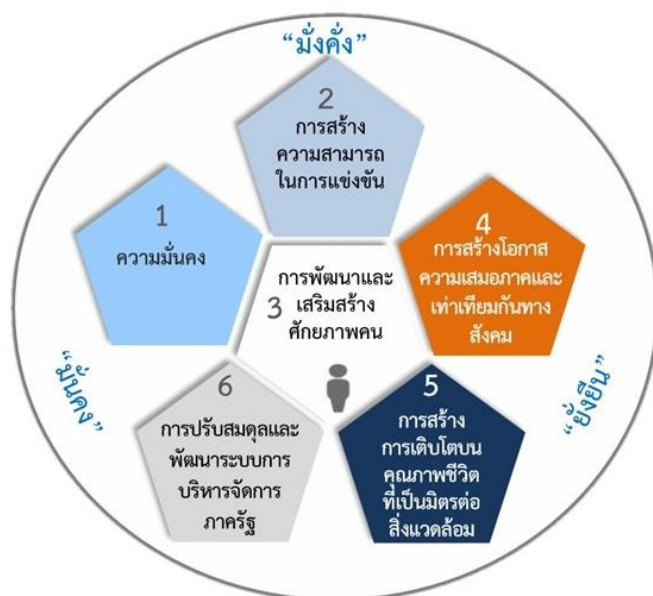 “มั่งคั่ง”
2
การสร้าง
ความสามารถ
ในการแข่งขัน
1
ความมั่นคง
4
การสร้างโอกาส
ความเสมอภาคและ
เท่าเทียมกันทาง
สังคม
การพัฒนาและ
เสริมสร้าง
3 ศักยภาพคน
“มั่นคง”
“ยั่งยืน”
6
การปรับสมดุลและ
พัฒนาระบบการ
บริหารจัดการ
ภาครัฐ
5
การสร้าง
การเติบโตบน
คุณภาพชีวิต
ที่เป็นมิตรต่อ
สิ่งแวดล้อม